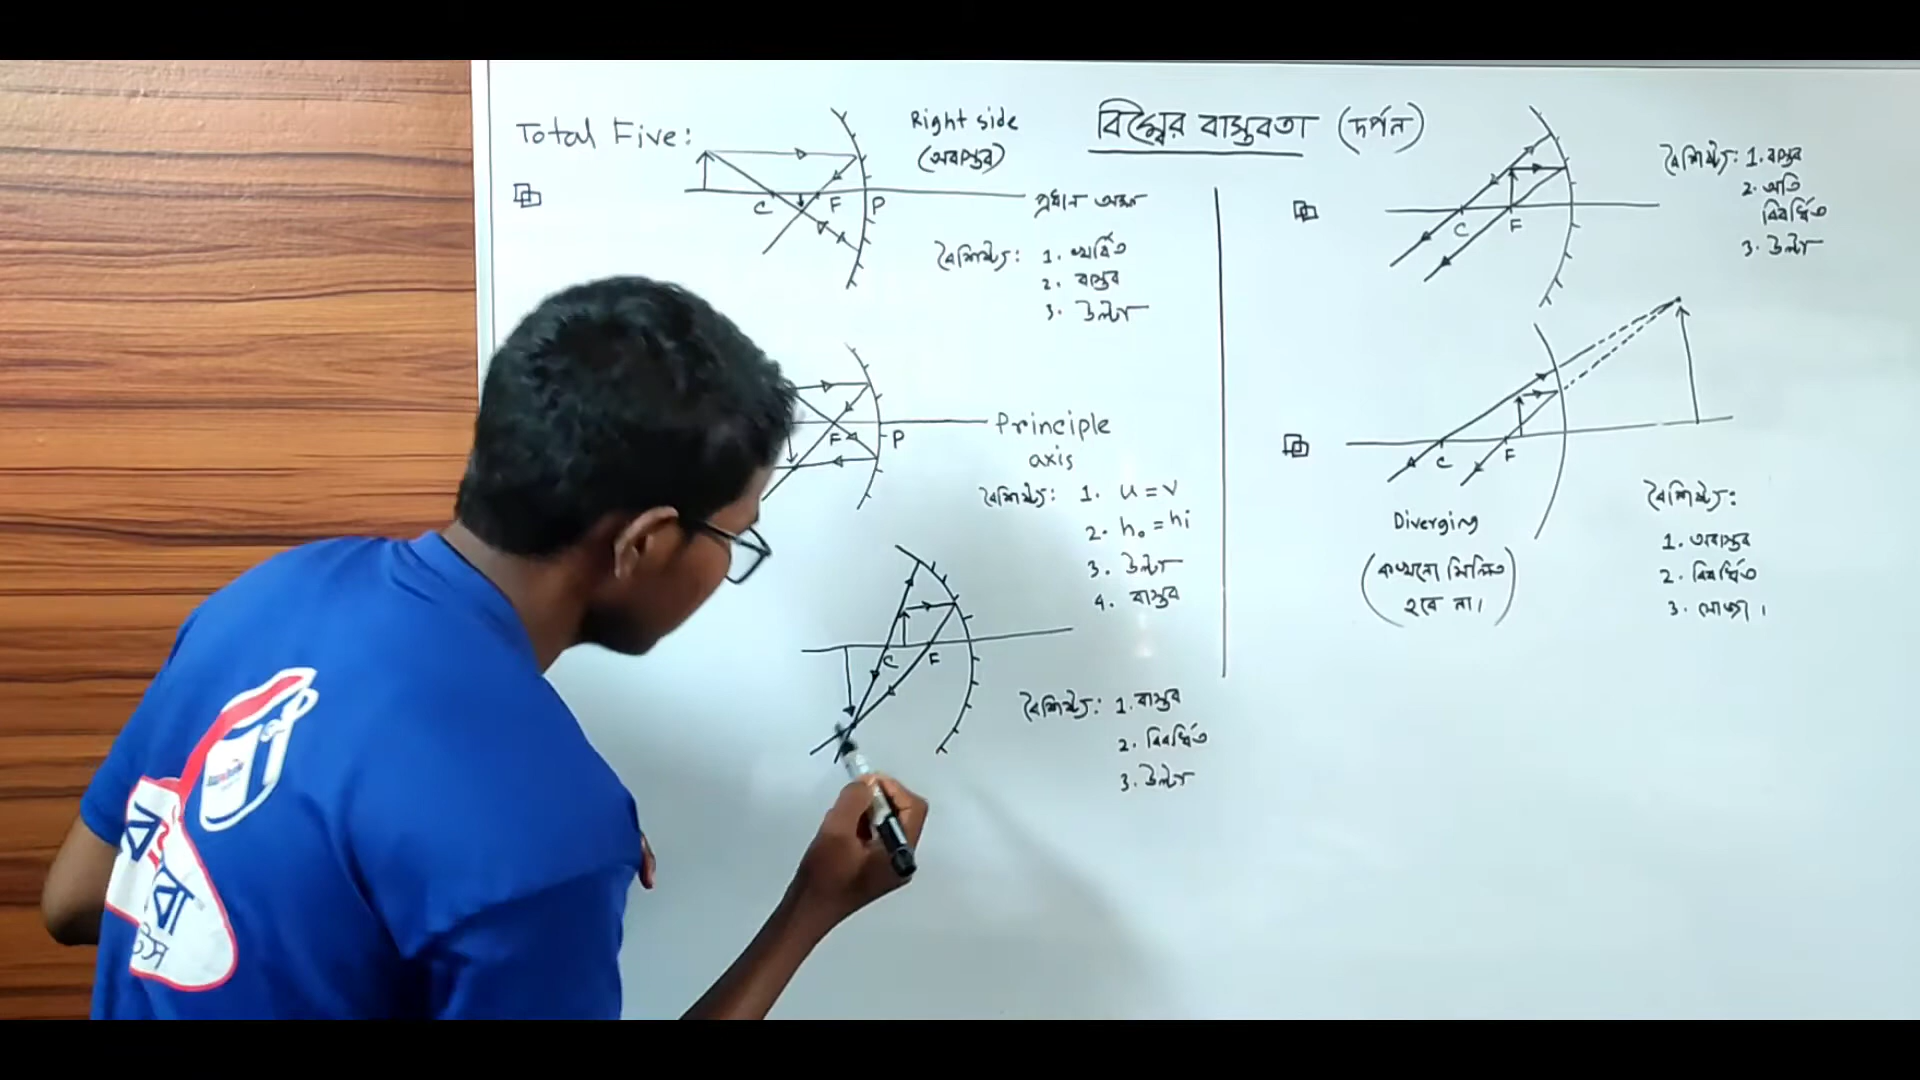 Total Five:
Right side
(অবাস্তব)
বিম্বের বাস্তবতা (দর্পন)
C F P
প্রধান অক্ষ
বৈশিষ্ট্য: 1. খর্বিত
2. বাস্তব
3. উল্টা
F P
Principle
axis
বৈশিষ্ট্য: 1. u = v
2. h₀ = hi
3. উল্টা
4. বাস্তব
C F
বৈশিষ্ট্য: 1. বাস্তব
2. বিবর্ধিত
3. উল্টা
C F
বৈশিষ্ট্য: 1. বাস্তব
2. অতি
বিবর্ধিত
3. উল্টা
C F
Diverging
(কখনো মিলিত
হবে না।)
বৈশিষ্ট্য:
1. অবাস্তব
2. বিবর্ধিত
3. সোজা।